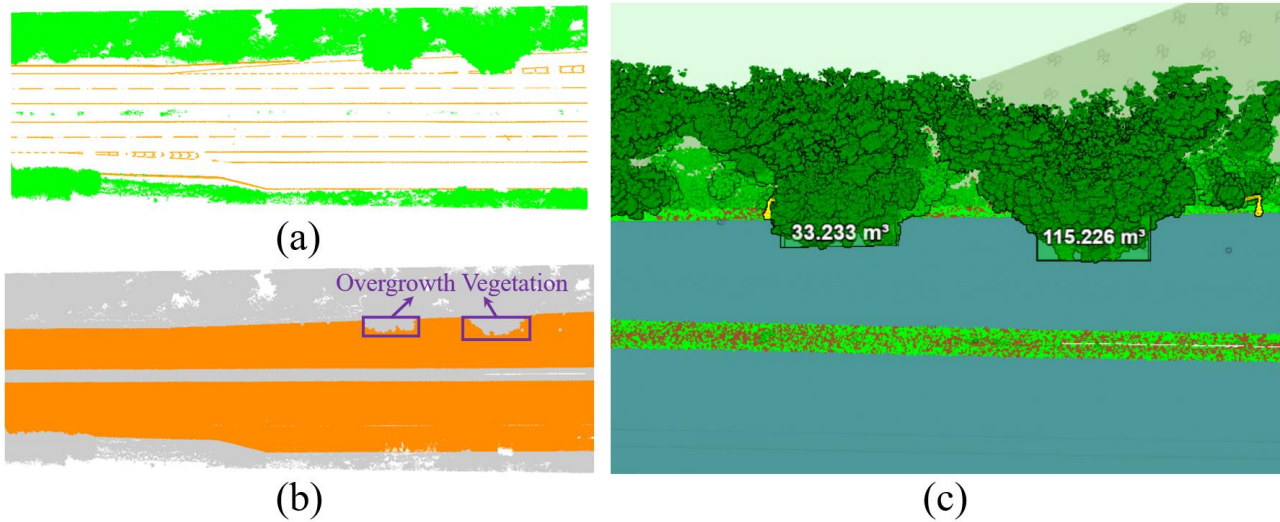 (a)
Overgrowth Vegetation
(b)
33.233 m³
115.226 m³
(c)